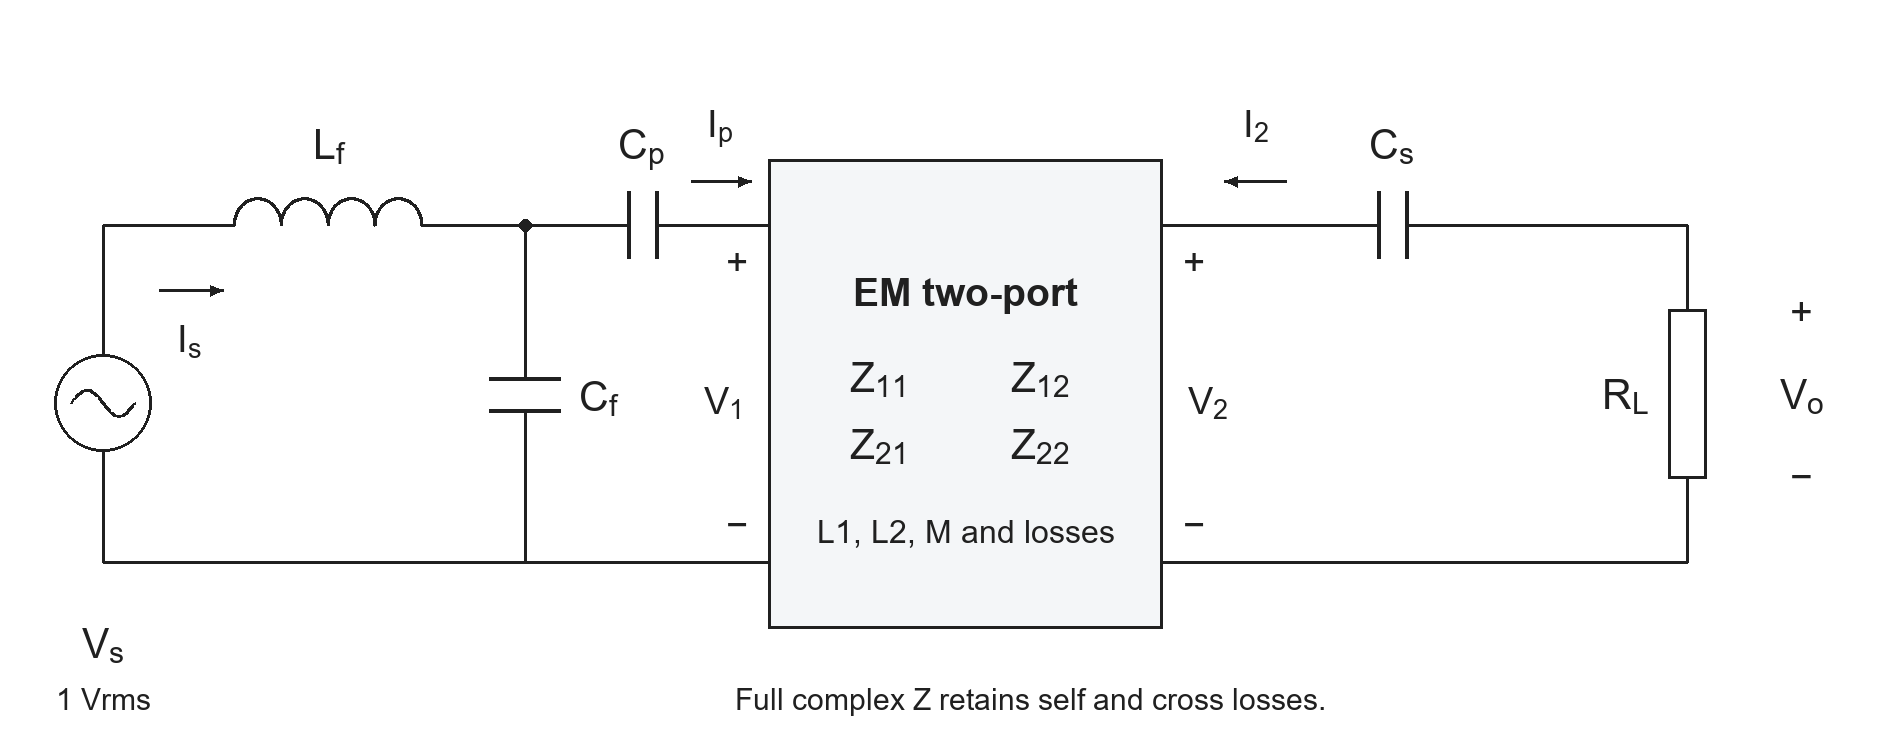 Lf
Cp
Ip
I2
Cs
+
+
EM two-port
+
Is
Z11 Z12
Cf
V1
V2
RL
Vo
Z21 Z22
−
−
−
L1, L2, M and losses
Vs
1 Vrms
Full complex Z retains self and cross losses.